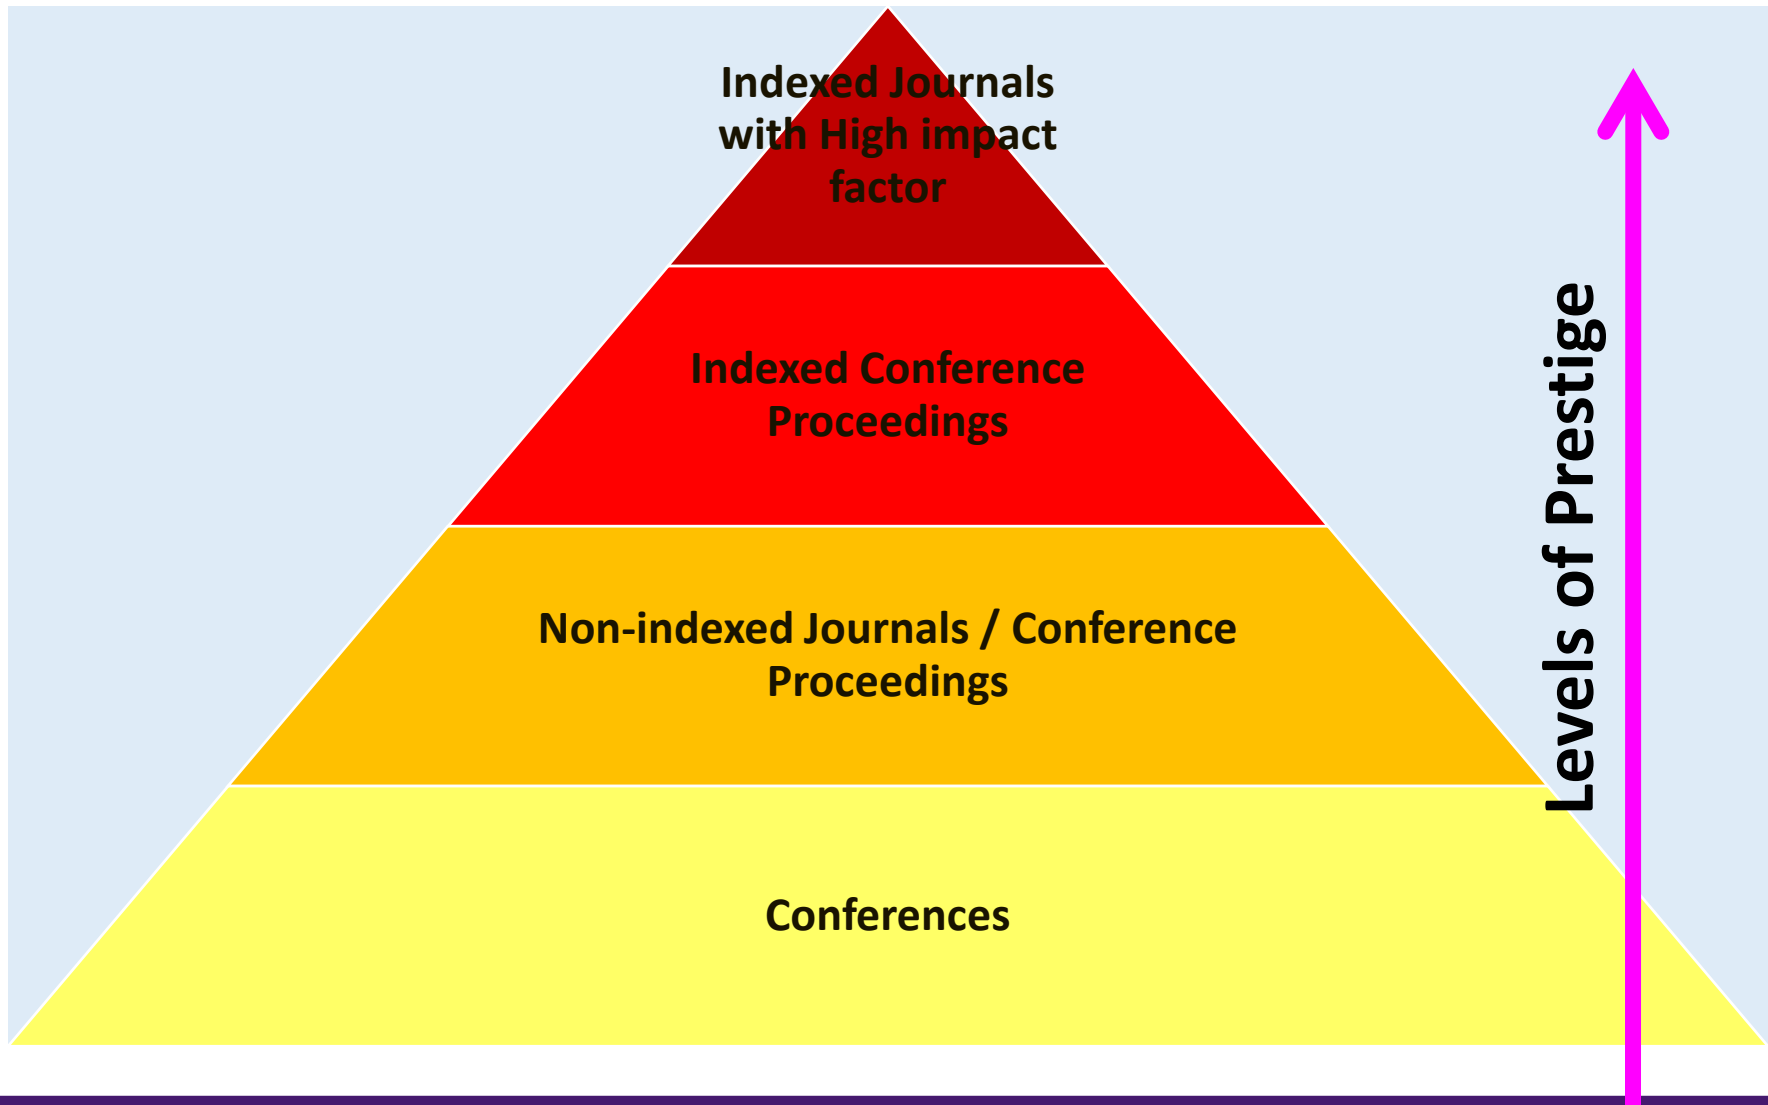 Indexed Journals
with High impact
factor
Indexed Conference
Proceedings
Non-indexed Journals / Conference
Proceedings
Conferences
Levels of Prestige